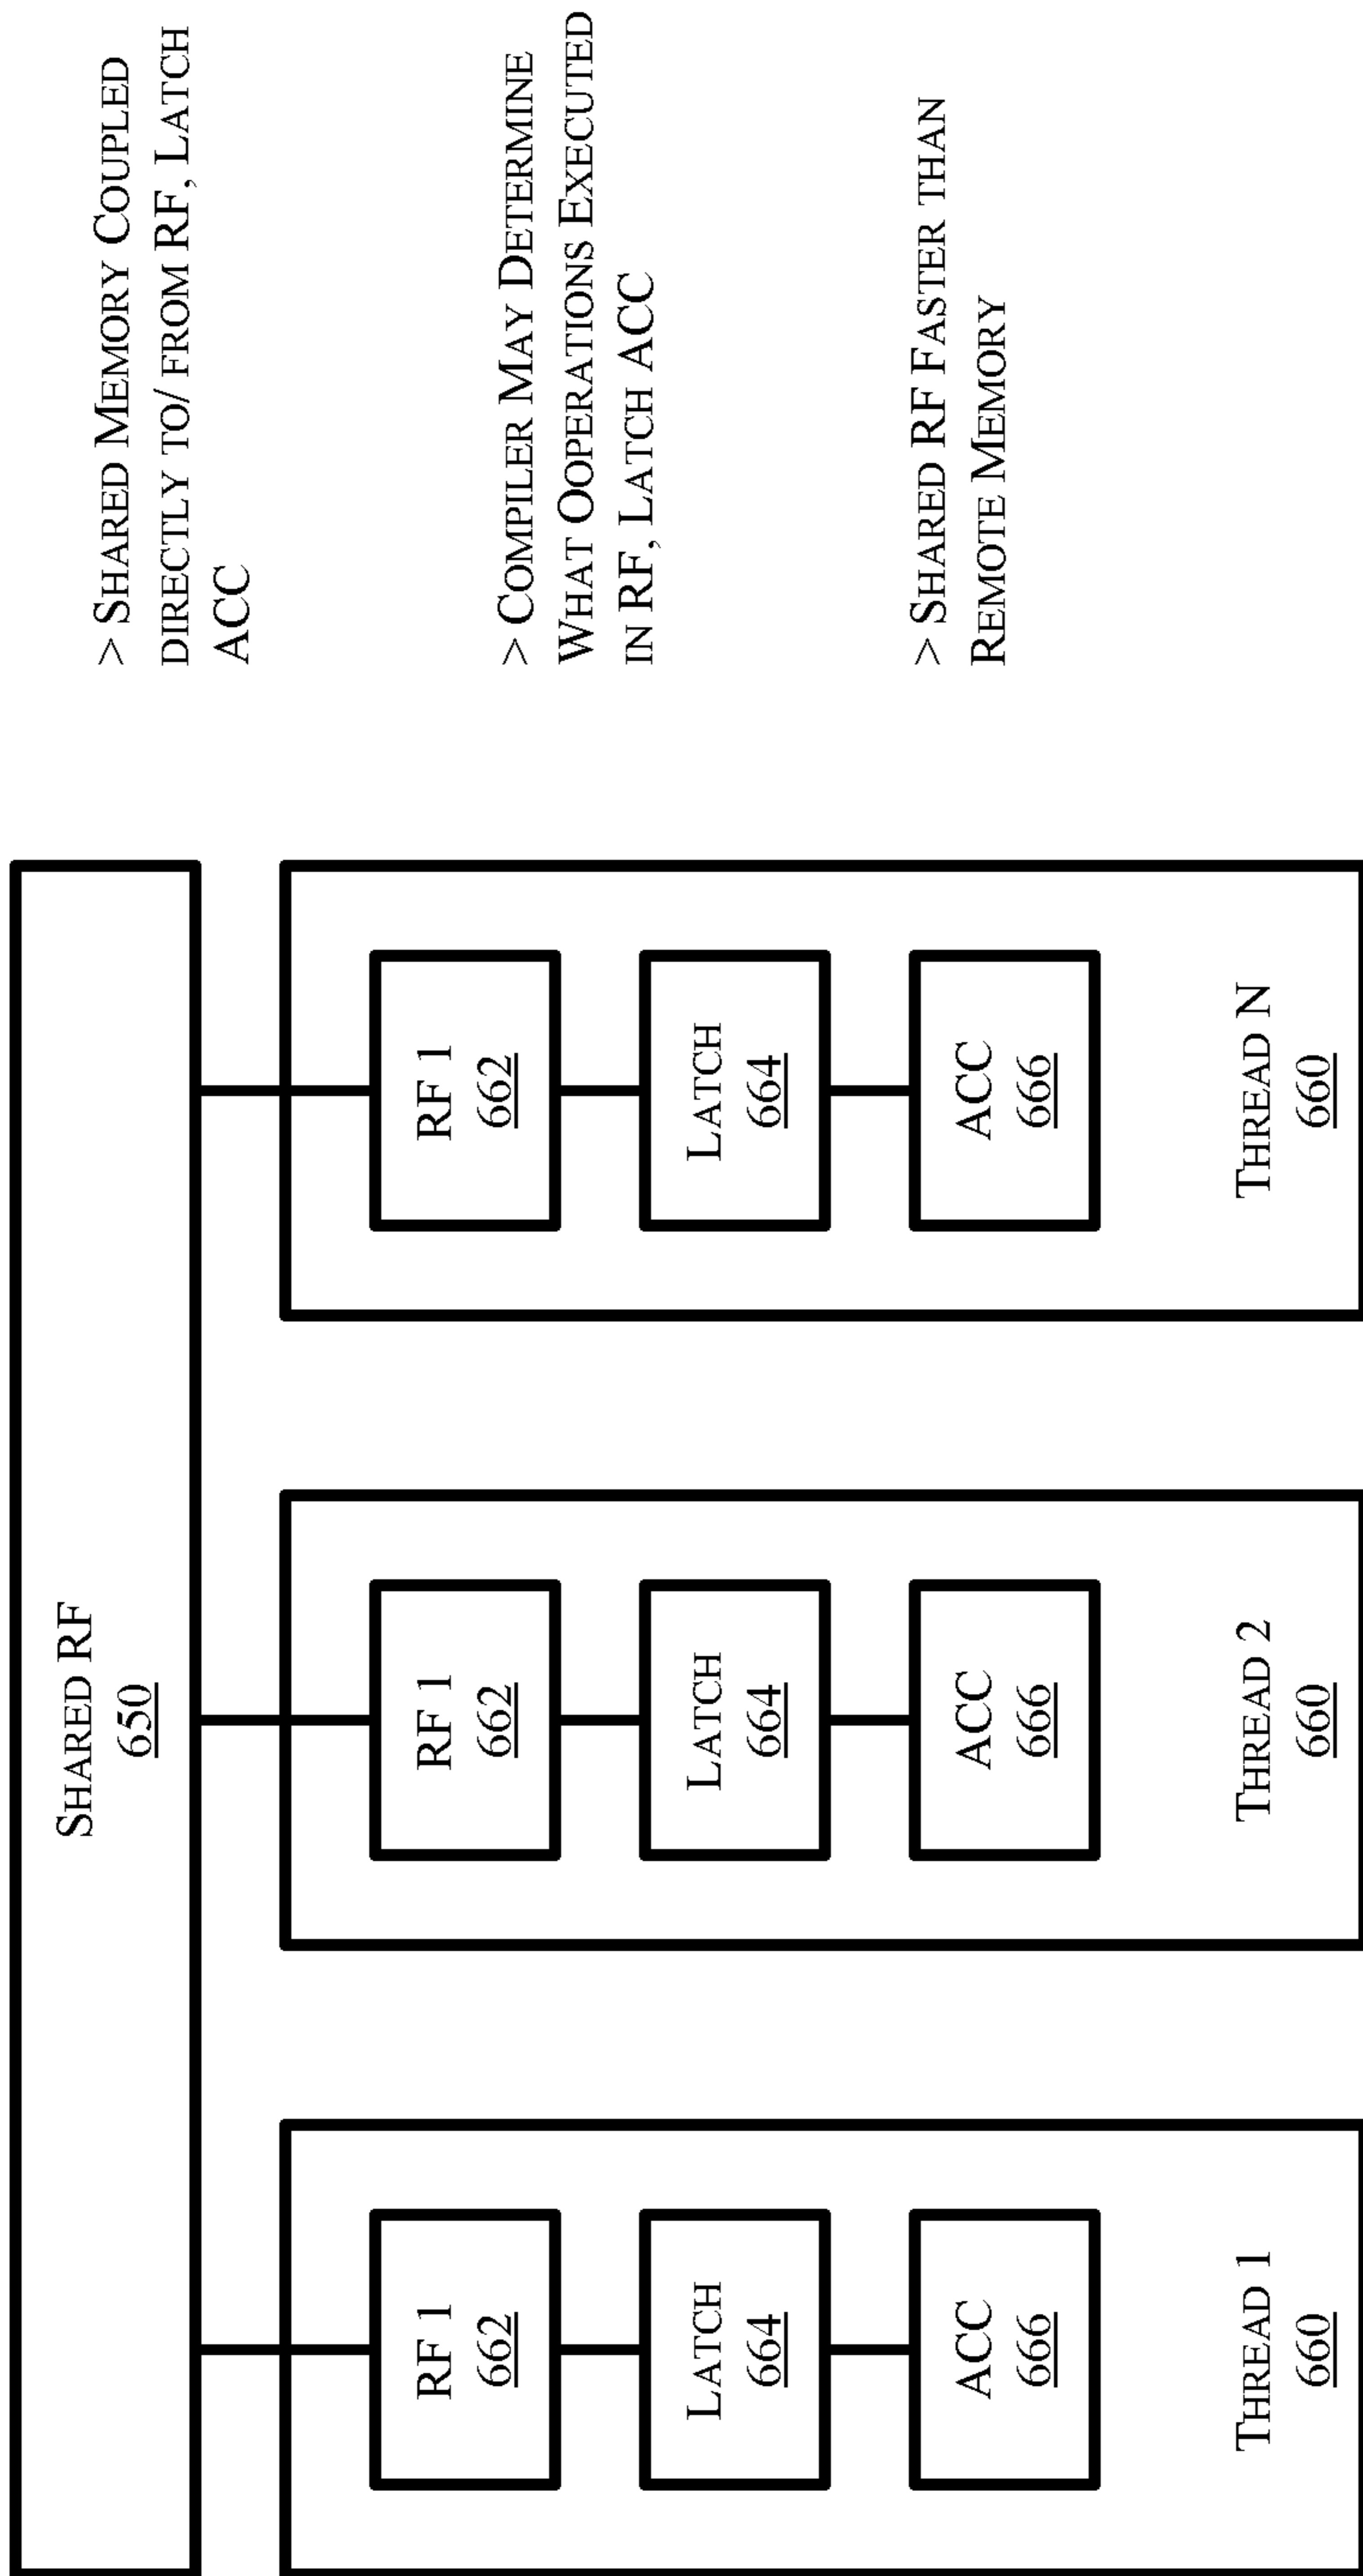 SHARED RF
650
RF 1
662
LATCH
664
ACC
666
THREAD 1
660
RF 1
662
LATCH
664
ACC
666
THREAD 2
660
RF 1
662
LATCH
664
ACC
666
THREAD N
660
> SHARED MEMORY COUPLED
DIRECTLY TO/ FROM RF, LATCH
ACC
> COMPILER MAY DETERMINE
WHAT OOPERATIONS EXECUTED
IN RF, LATCH ACC
> SHARED RF FASTER THAN
REMOTE MEMORY